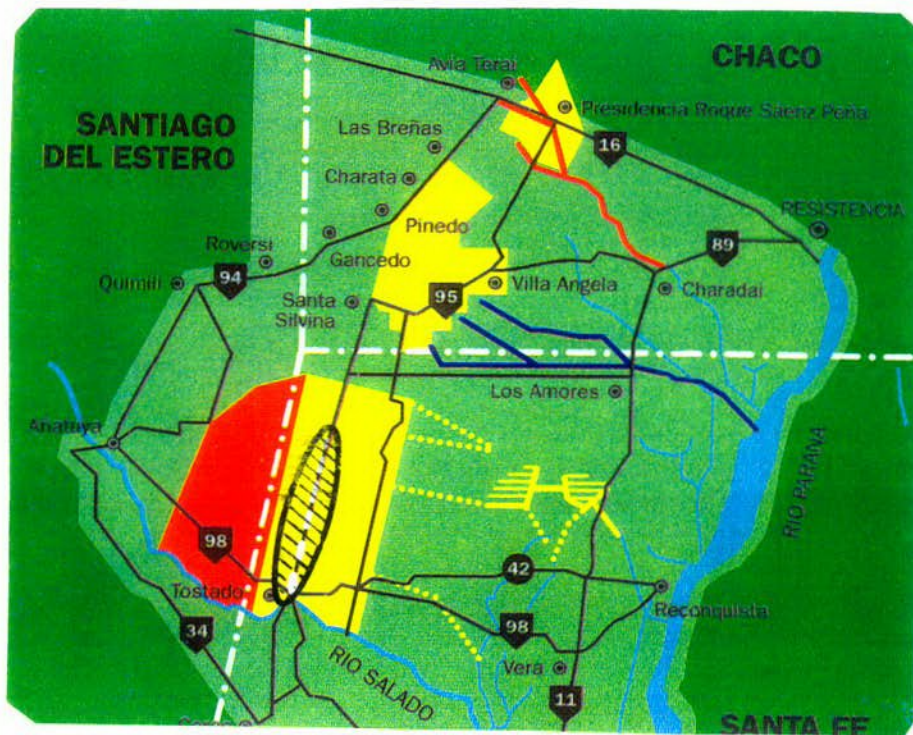 CHACO
Avia Terai
Presidencia Roque Sáenz Peña
SANTIAGO
DEL ESTERO
Las Breñas
16
Charata
RESISTENCIA
Pinedo
Roversi
Gancedo
89
Quimili
94
Villa Angela
Charadai
Santa
Silvina
95
Los Amores
Añatuya
RIO PARANA
98
42
Tostado
Reconquista
34
98
Vera
RIO SALADO
11
SANTA FE